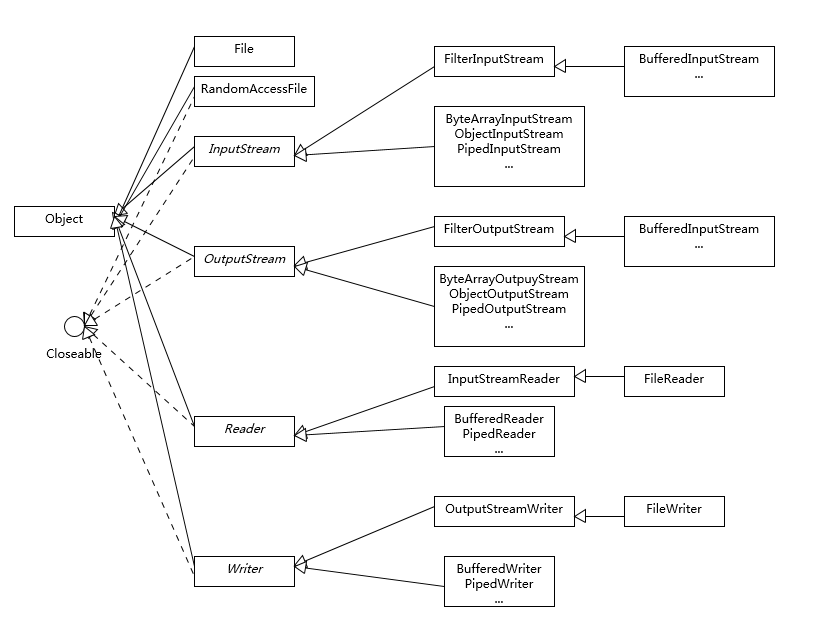 File
RandomAccessFile
InputStream
FilterInputStream
BufferedInputStream
...
ByteArrayInputStream
ObjectInputStream
PipedInputStream
...
Object
OutputStream
FilterOutputStream
BufferedInputStream
...
ByteArrayOutpuyStream
ObjectOutputStream
PipedOutputStream
...
Closeable
InputStreamReader
FileReader
Reader
BufferedReader
PipedReader
...
OutputStreamWriter
FileWriter
Writer
BufferedWriter
PipedWriter
...